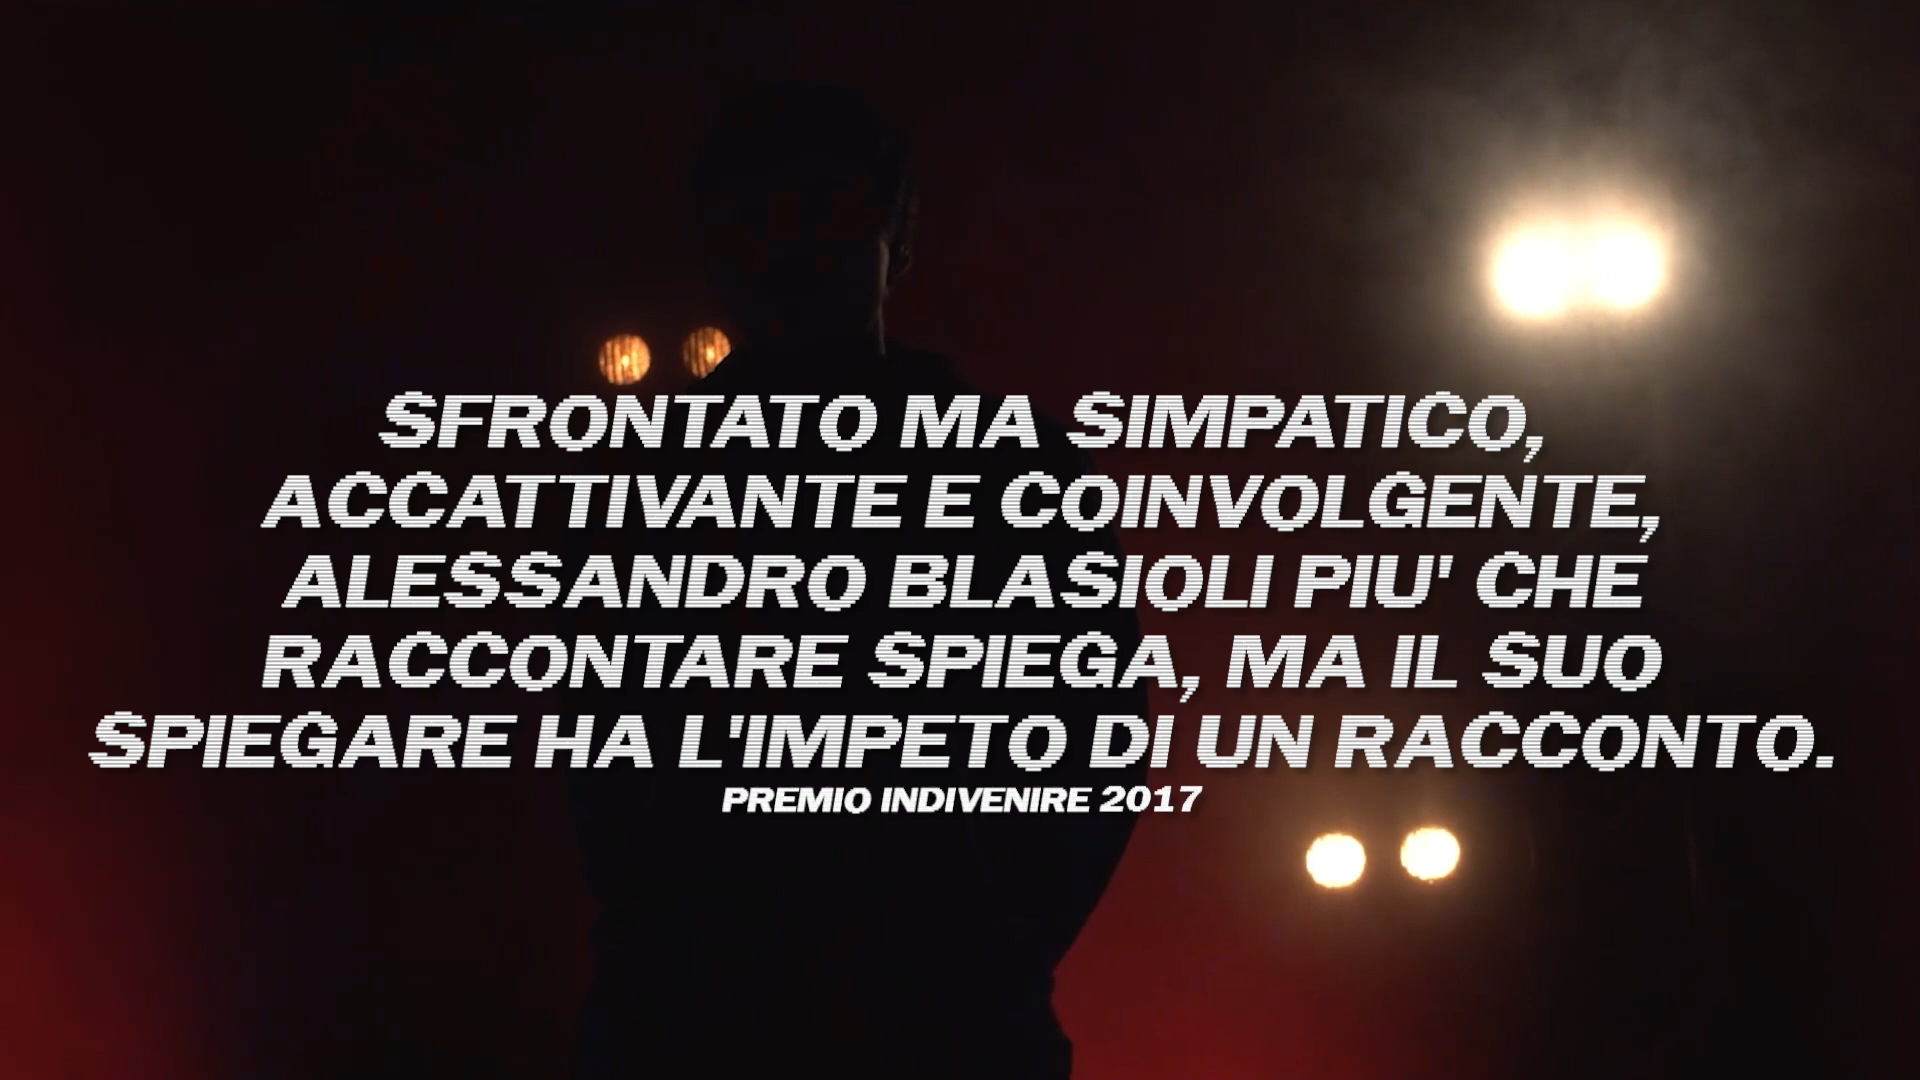 SFRONTATO MA SIMPATICO,
ACCATTIVANTE E COINVOLGENTE,
ALESSANDRO BLASIOLI PIU' CHE
RACCONTARE SPIEGA, MA IL SUO
SPIEGARE HA L'IMPETO DI UN RACCONTO.
PREMIO INDIVENIRE 2017